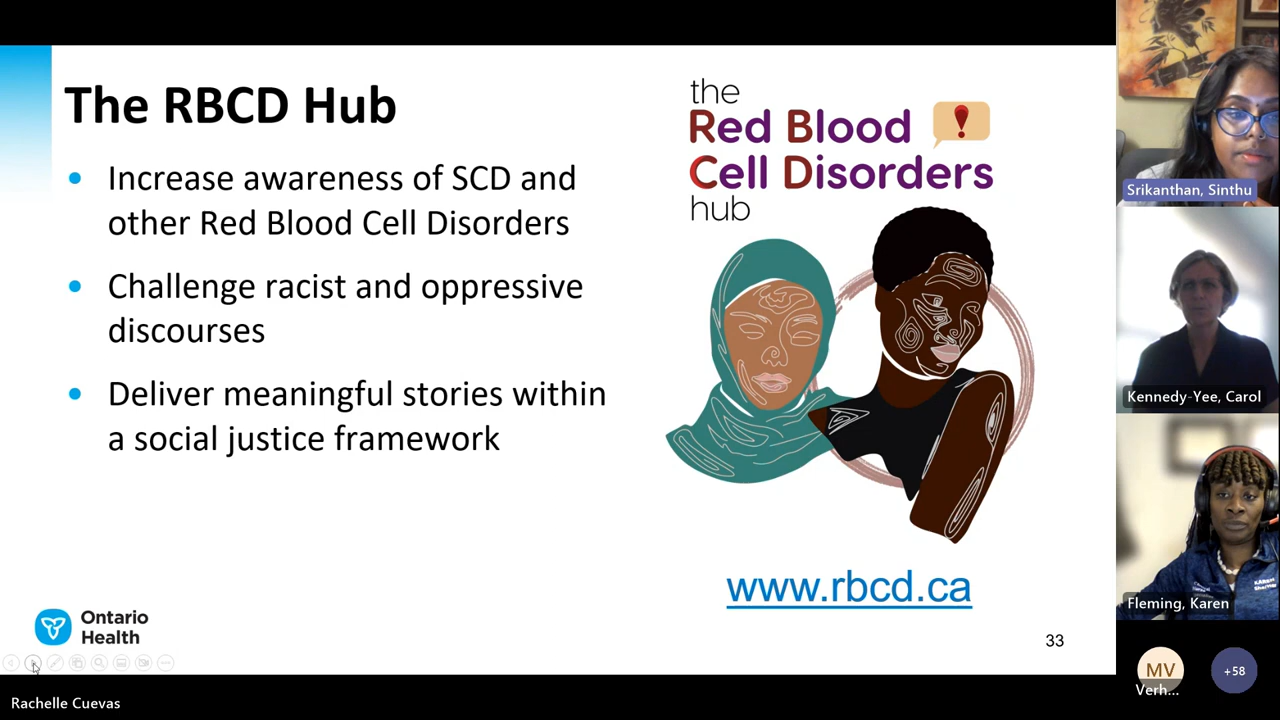 The RBCD Hub
• Increase awareness of SCD and
other Red Blood Cell Disorders
• Challenge racist and oppressive
discourses
• Deliver meaningful stories within
a social justice framework
the
Red Blood
Cell Disorders
hub
www.rbcd.ca
Ontario
Health
33
Rachelle Cuevas
Srikanthan, Sinthu
Kennedy-Yee, Carol
Fleming, Karen
MV
Verh...
+58